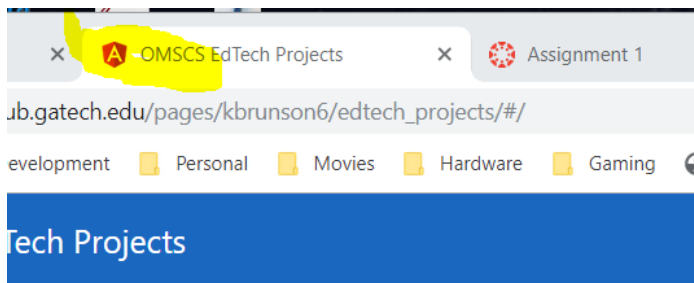 OMSCS EdTech Projects Assignment 1
ub.gatech.edu/pages/kbrunson6/edtech_projects/#/
evelopment Personal Movies Hardware Gaming
Tech Projects